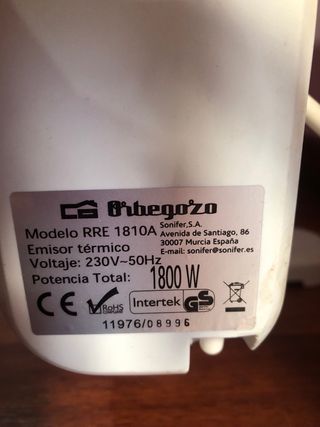 Orbegozo
Modelo RRE 1810A
Sonifer,S.A.
Avenida de Santiago, 86
30007 Murcia España
E-mail: sonifer@sonifer.es
Emisor térmico
Voltaje: 230V~50Hz
Potencia Total: 1800 W
CE RoHS Intertek GS
11976/08996